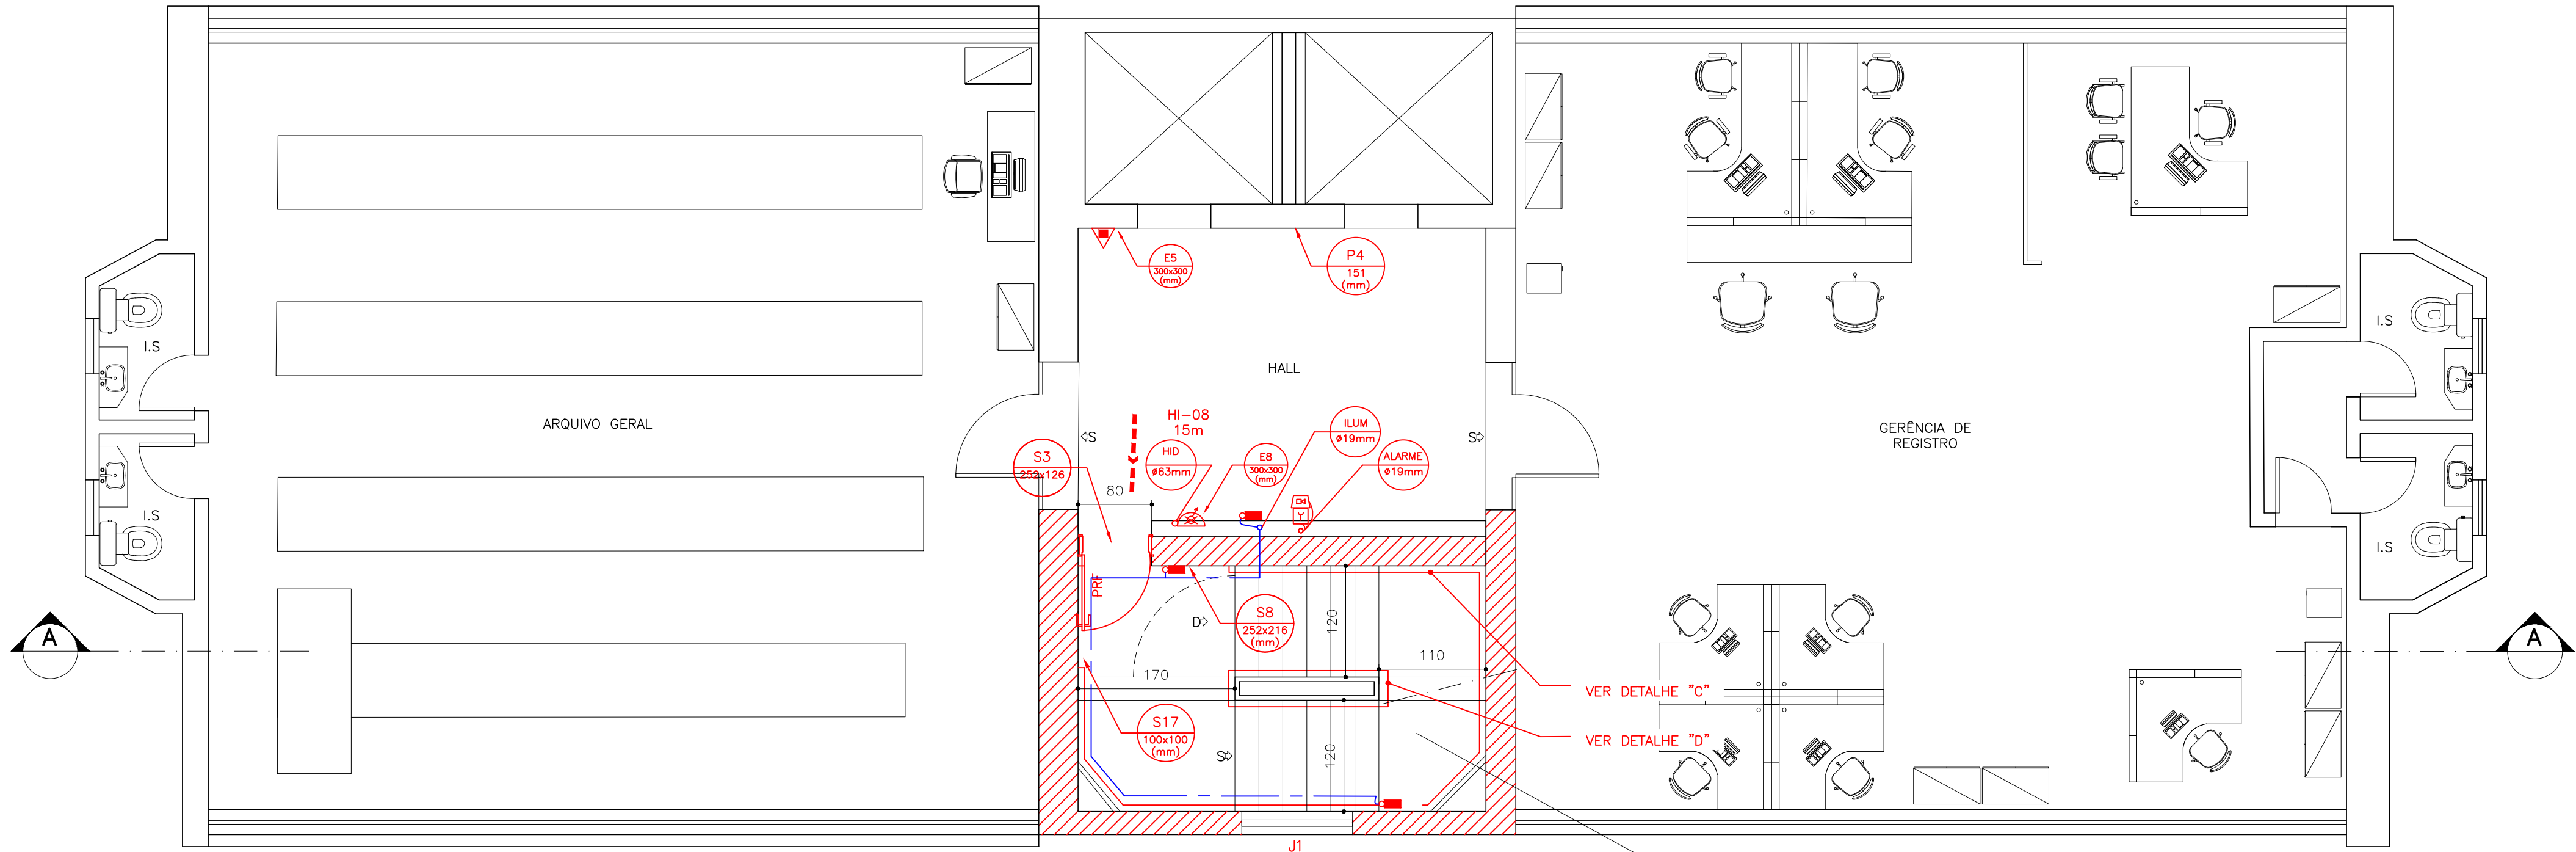 E5
300x300
(mm)
P4
151
(mm)
I.S
I.S
HALL
ARQUIVO GERAL
HI-08
15m
ILUM
ø19mm
GERÊNCIA DE
REGISTRO
S
S
S3
252x126
HID
ø63mm
E8
300x300
(mm)
ALARME
ø19mm
80
I.S
I.S
PRF
S8
252x216
(mm)
120
D
A
A
110
170
VER DETALHE "C"
S17
100x100
(mm)
VER DETALHE "D"
S
120
J1